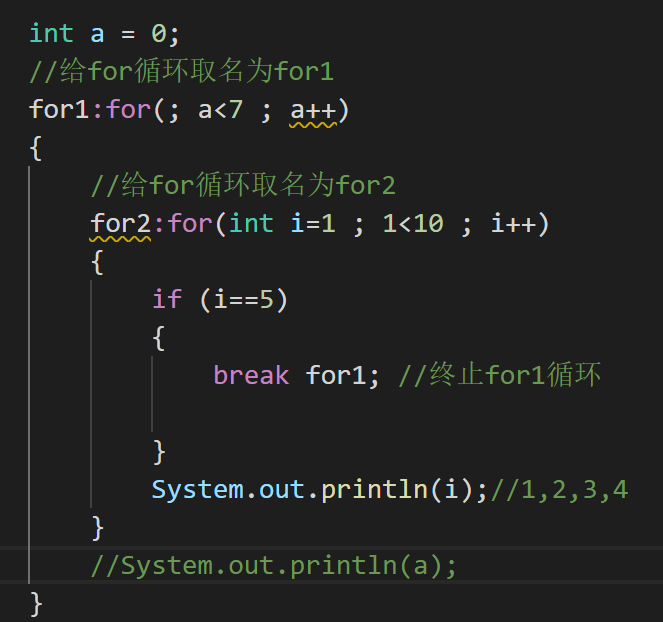 int a = 0;
//给for循环取名为for1
for1:for(; a<7 ; a++)
{
//给for循环取名为for2
for2:for(int i=1 ; 1<10 ; i++)
{
if (i==5)
{
break for1; //终止for1循环
}
System.out.println(i);//1,2,3,4
}
//System.out.println(a);
}